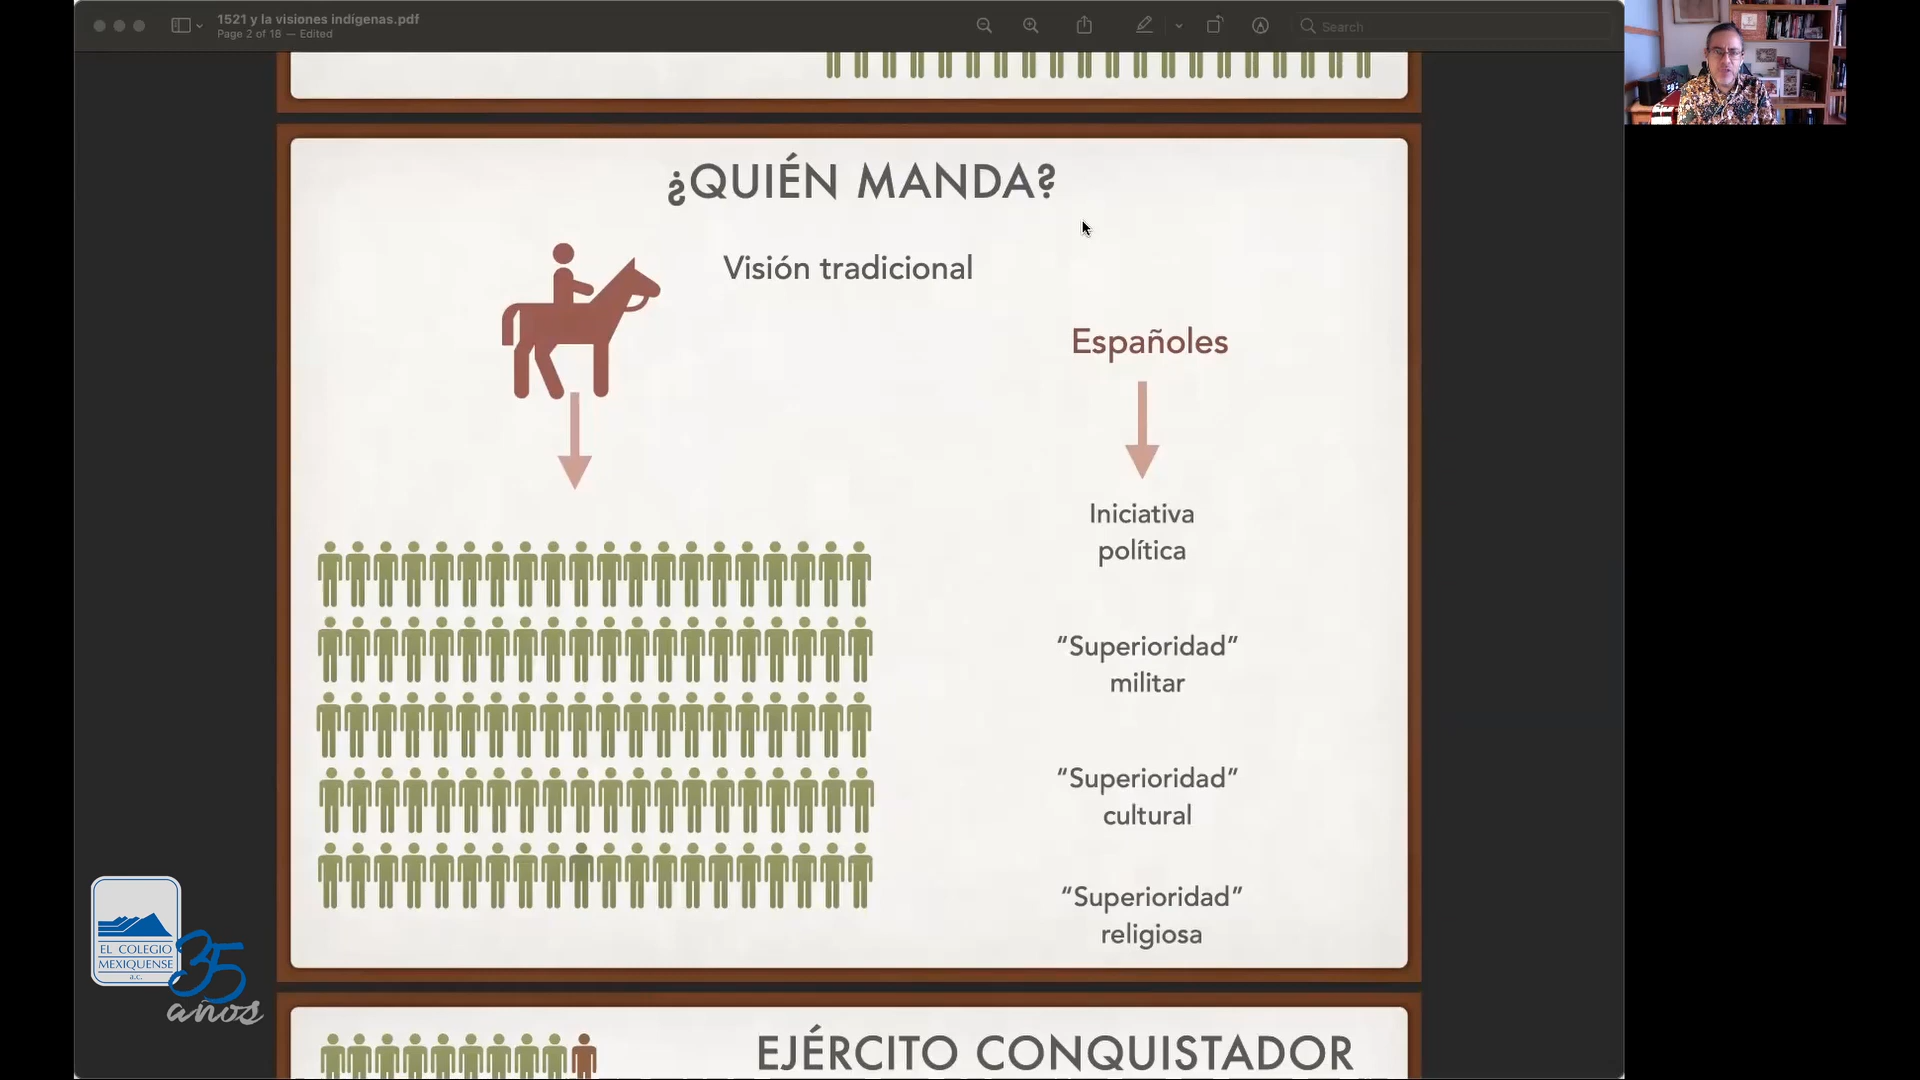 1521 y la visiones indígenas.pdf
Page 2 of 18 — Edited
Search
¿QUIÉN MANDA?
Visión tradicional
Españoles
Iniciativa
política
“Superioridad”
militar
“Superioridad”
cultural
“Superioridad”
religiosa
EJÉRCITO CONQUISTADOR
EL COLEGIO
MEXIQUENSE
a.c.
35
años